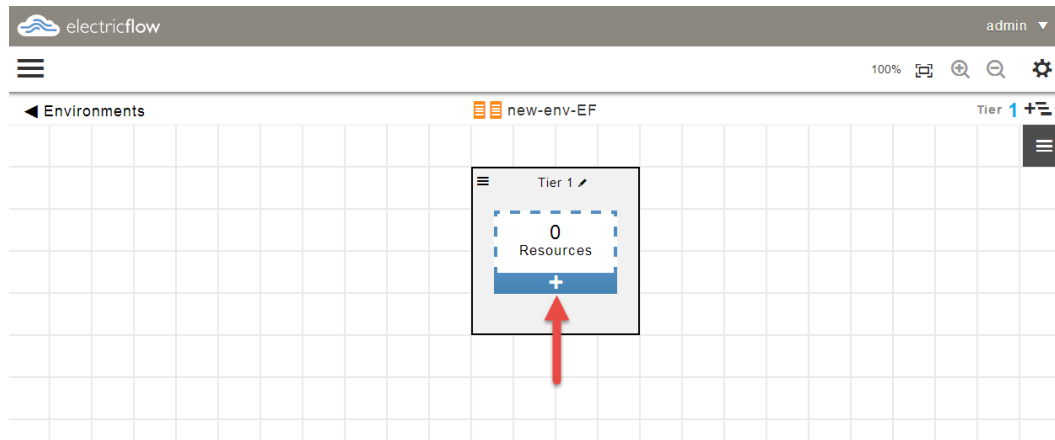 electricflow
admin
100%
Environments
new-env-EF
Tier 1
Tier 1
0
Resources